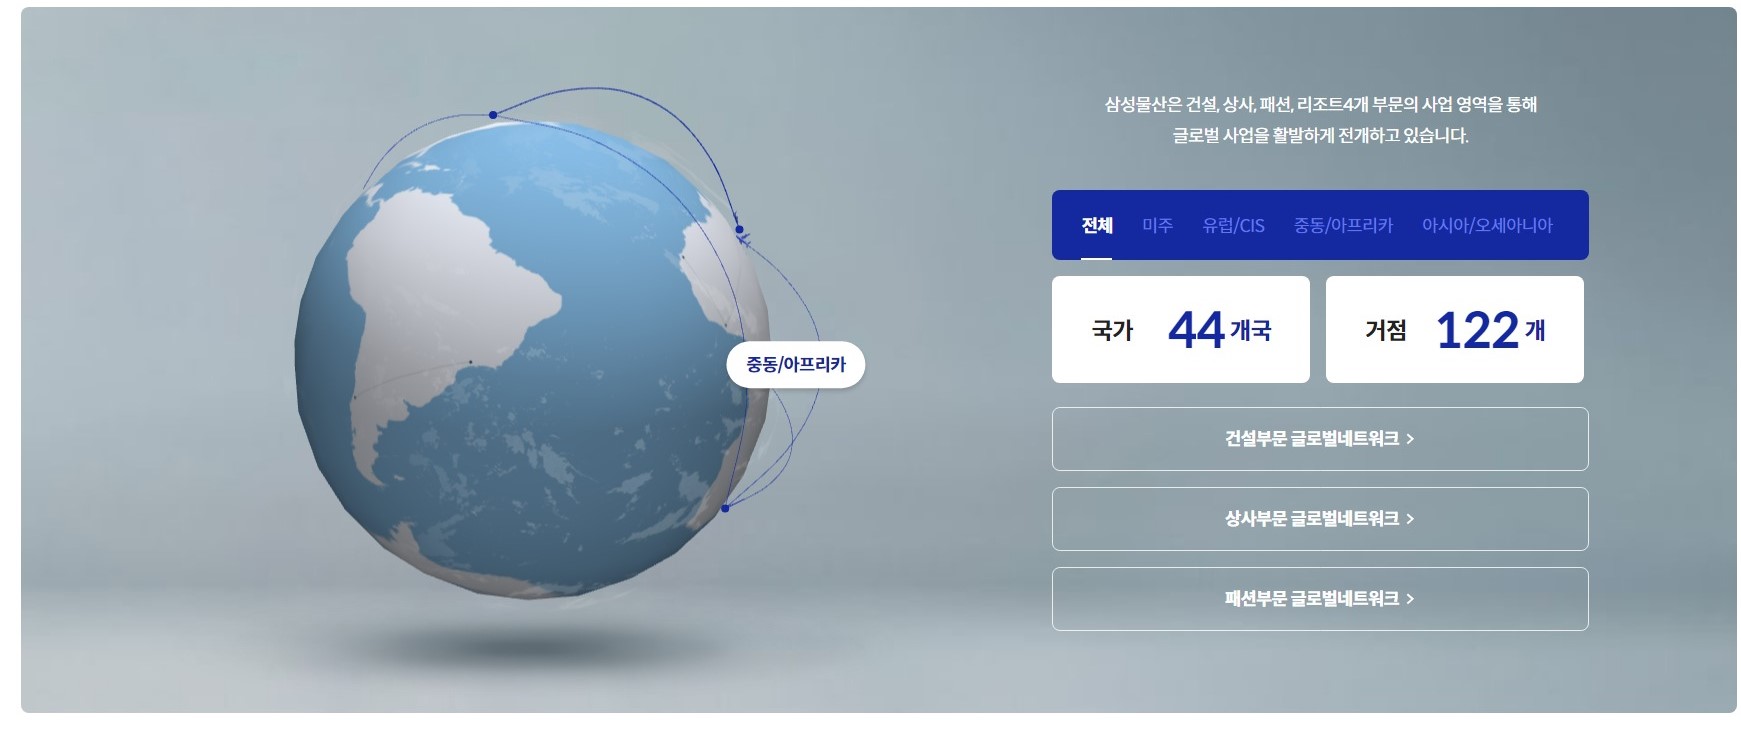 삼성물산은 건설, 상사, 패션, 리조트4개 부문의 사업 영역을 통해
글로벌 사업을 활발하게 전개하고 있습니다.
전체 미주 유럽/CIS 중동/아프리카 아시아/오세아니아
국가 44 개국 거점 122 개
중동/아프리카
건설부문 글로벌네트워크 >
상사부문 글로벌네트워크 >
패션부문 글로벌네트워크 >